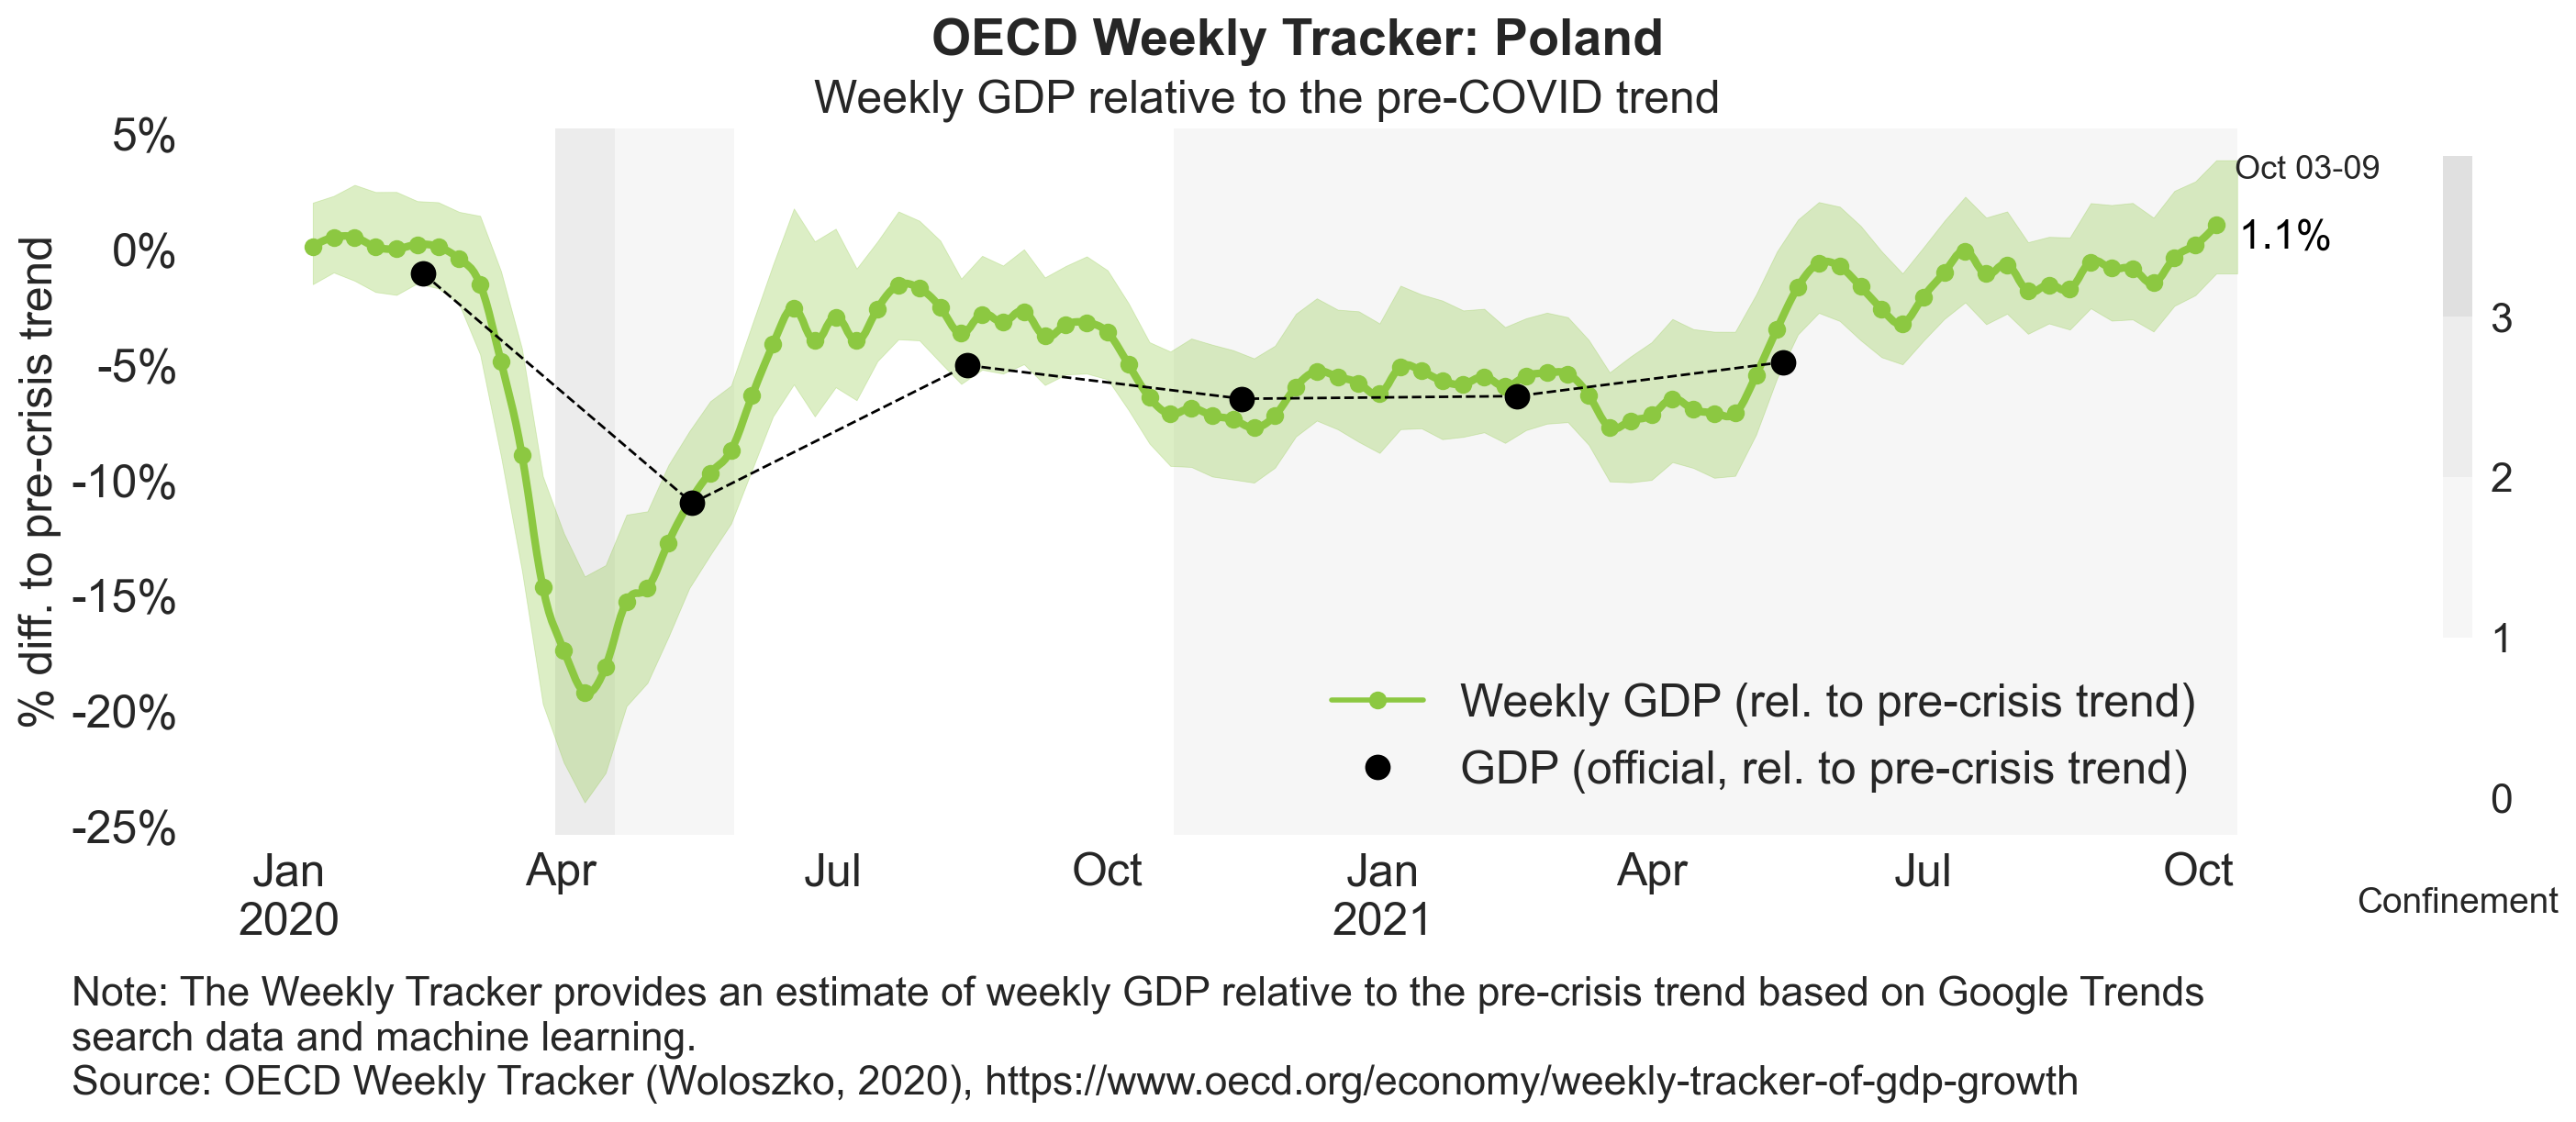 OECD Weekly Tracker: Poland
Weekly GDP relative to the pre-COVID trend
% diff. to pre-crisis trend
5%
0%
-5%
-10%
-15%
-20%
-25%
Oct 03-09
1.1%
Weekly GDP (rel. to pre-crisis trend)
GDP (official, rel. to pre-crisis trend)
3
2
1
0
Confinement
Jan
2020
Apr
Jul
Oct
Jan
2021
Apr
Jul
Oct
Note: The Weekly Tracker provides an estimate of weekly GDP relative to the pre-crisis trend based on Google Trends
search data and machine learning.
Source: OECD Weekly Tracker (Woloszko, 2020), https://www.oecd.org/economy/weekly-tracker-of-gdp-growth